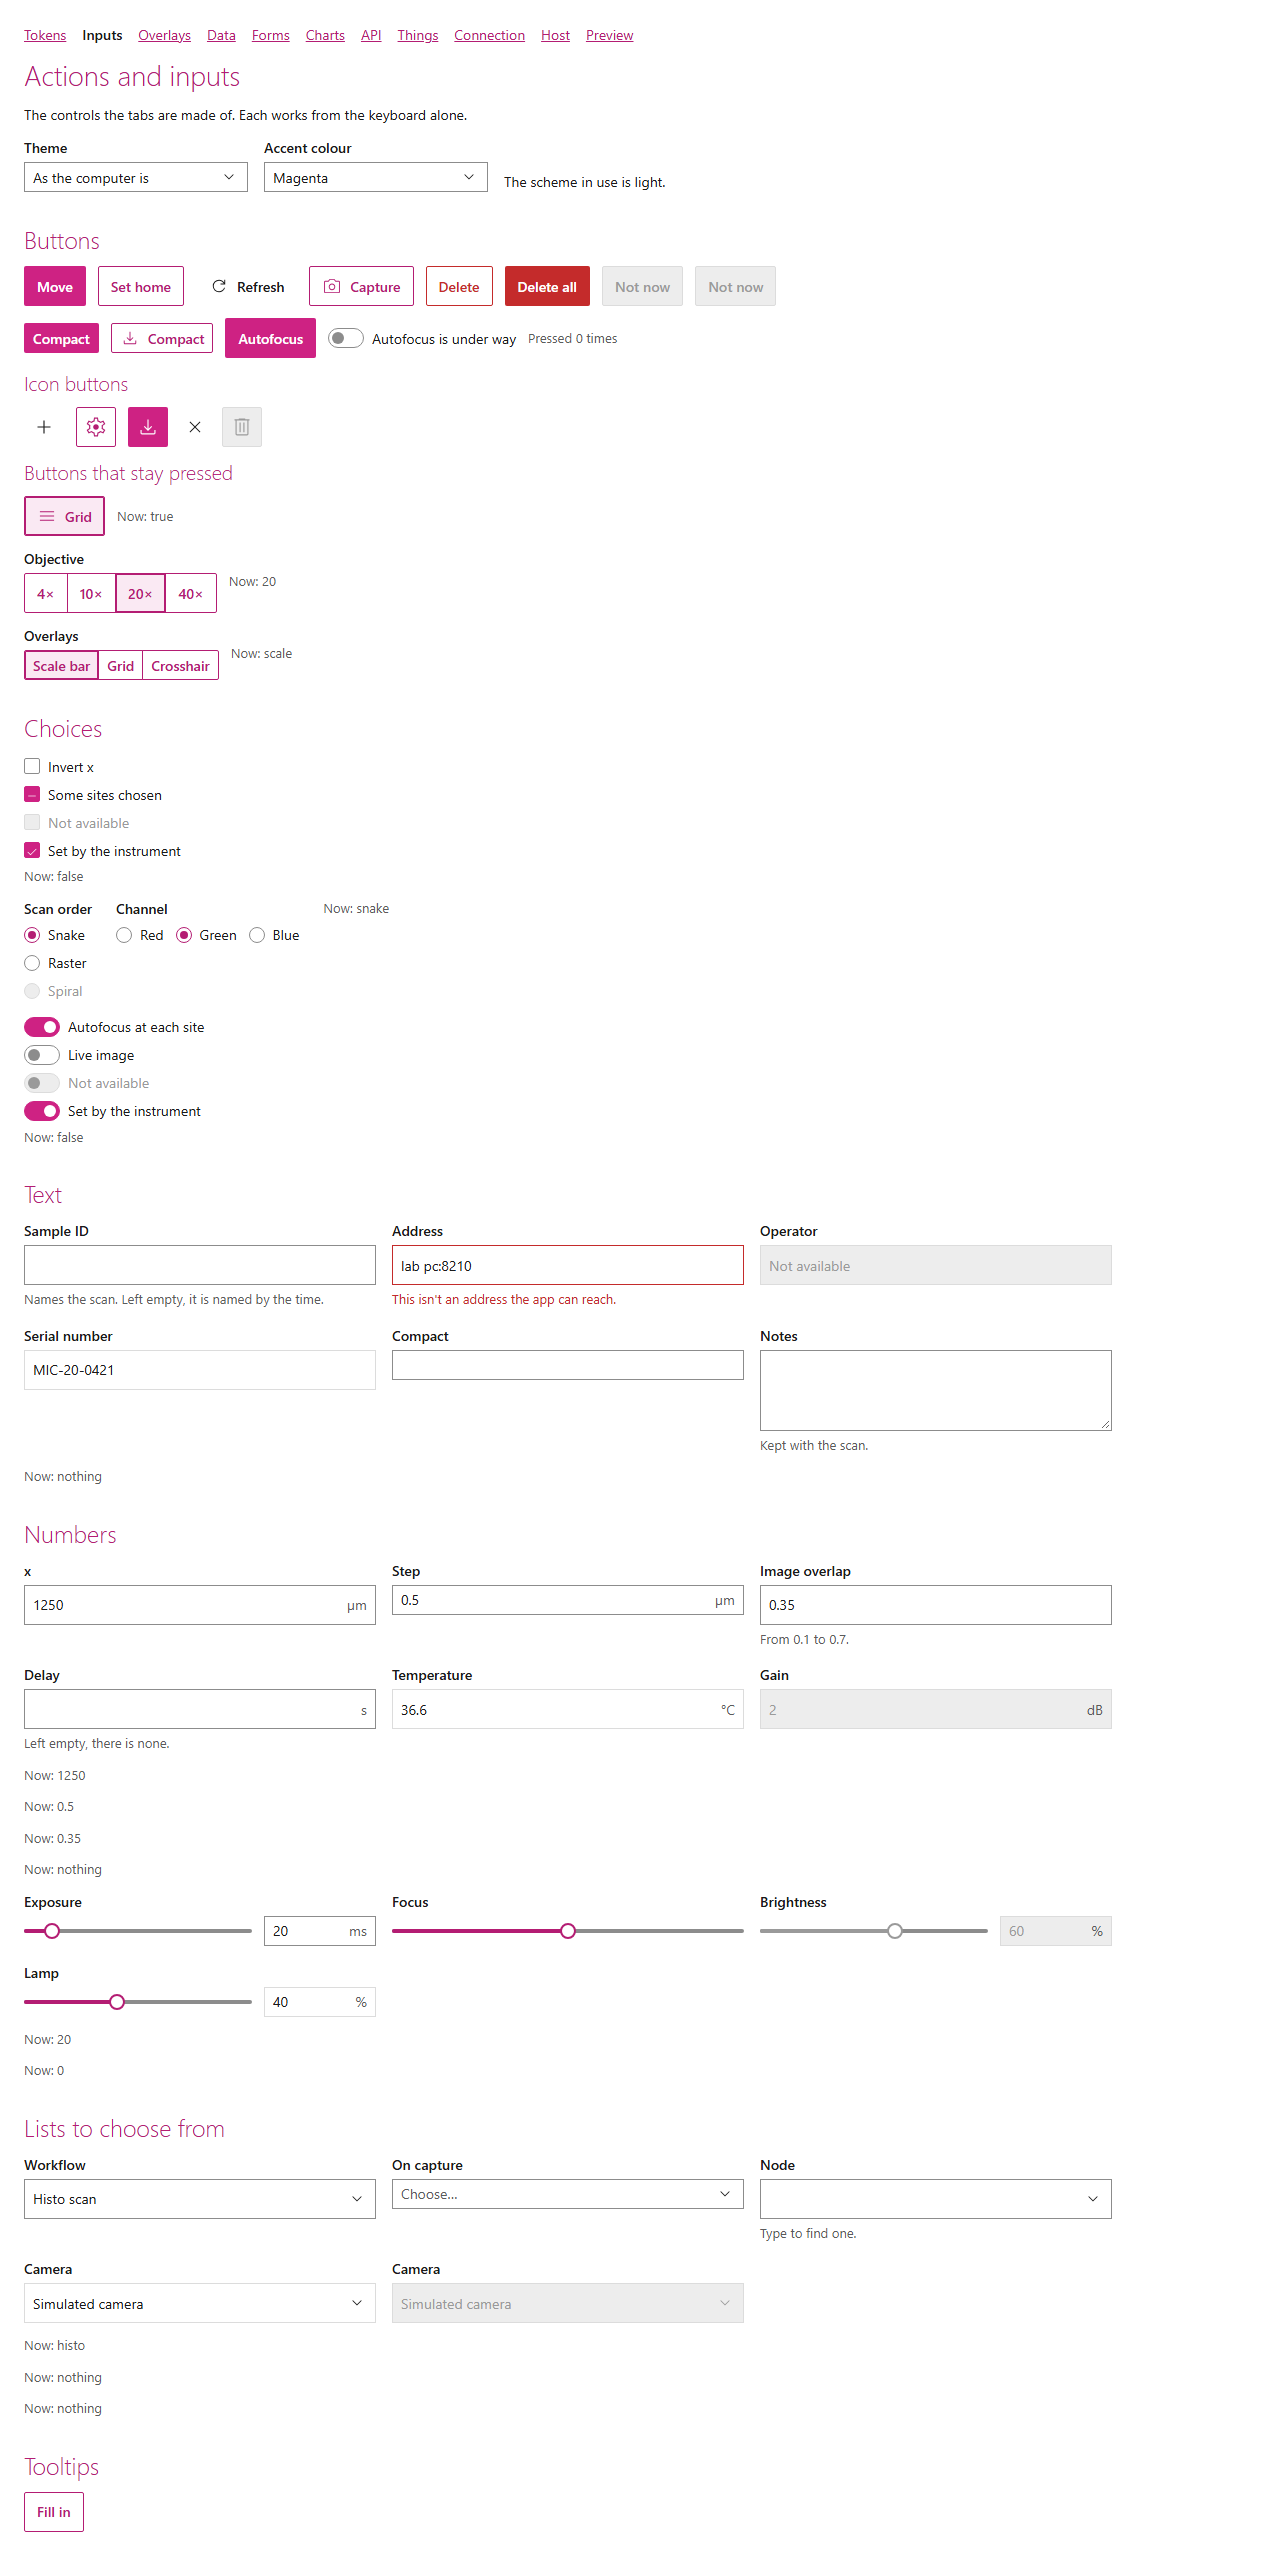 Tokens Inputs Overlays Data Forms Charts API Things Connection Host Preview
Actions and inputs
The controls the tabs are made of. Each works from the keyboard alone.
Theme Accent colour
As the computer is Magenta The scheme in use is light.
Buttons
Move Set home Refresh Capture Delete Delete all Not now Not now
Compact Compact Autofocus Autofocus is under way Pressed 0 times
Icon buttons
Buttons that stay pressed
Grid Now: true
Objective
4× 10× 20× 40× Now: 20
Overlays
Scale bar Grid Crosshair Now: scale
Choices
Invert x
Some sites chosen
Not available
Set by the instrument
Now: false
Scan order Channel Now: snake
Snake Red Green Blue
Raster
Spiral
Autofocus at each site
Live image
Not available
Set by the instrument
Now: false
Text
Sample ID Address Operator
lab pc:8210 Not available
Names the scan. Left empty, it is named by the time. This isn't an address the app can reach.
Serial number Compact Notes
MIC-20-0421
Kept with the scan.
Now: nothing
Numbers
x Step Image overlap
1250 µm 0.5 µm 0.35
From 0.1 to 0.7.
Delay Temperature Gain
s 36.6 °C 2 dB
Left empty, there is none.
Now: 1250
Now: 0.5
Now: 0.35
Now: nothing
Exposure Focus Brightness
20 ms 60 %
Lamp
40 %
Now: 20
Now: 0
Lists to choose from
Workflow On capture Node
Histo scan Choose...
Type to find one.
Camera Camera
Simulated camera Simulated camera
Now: histo
Now: nothing
Now: nothing
Tooltips
Fill in